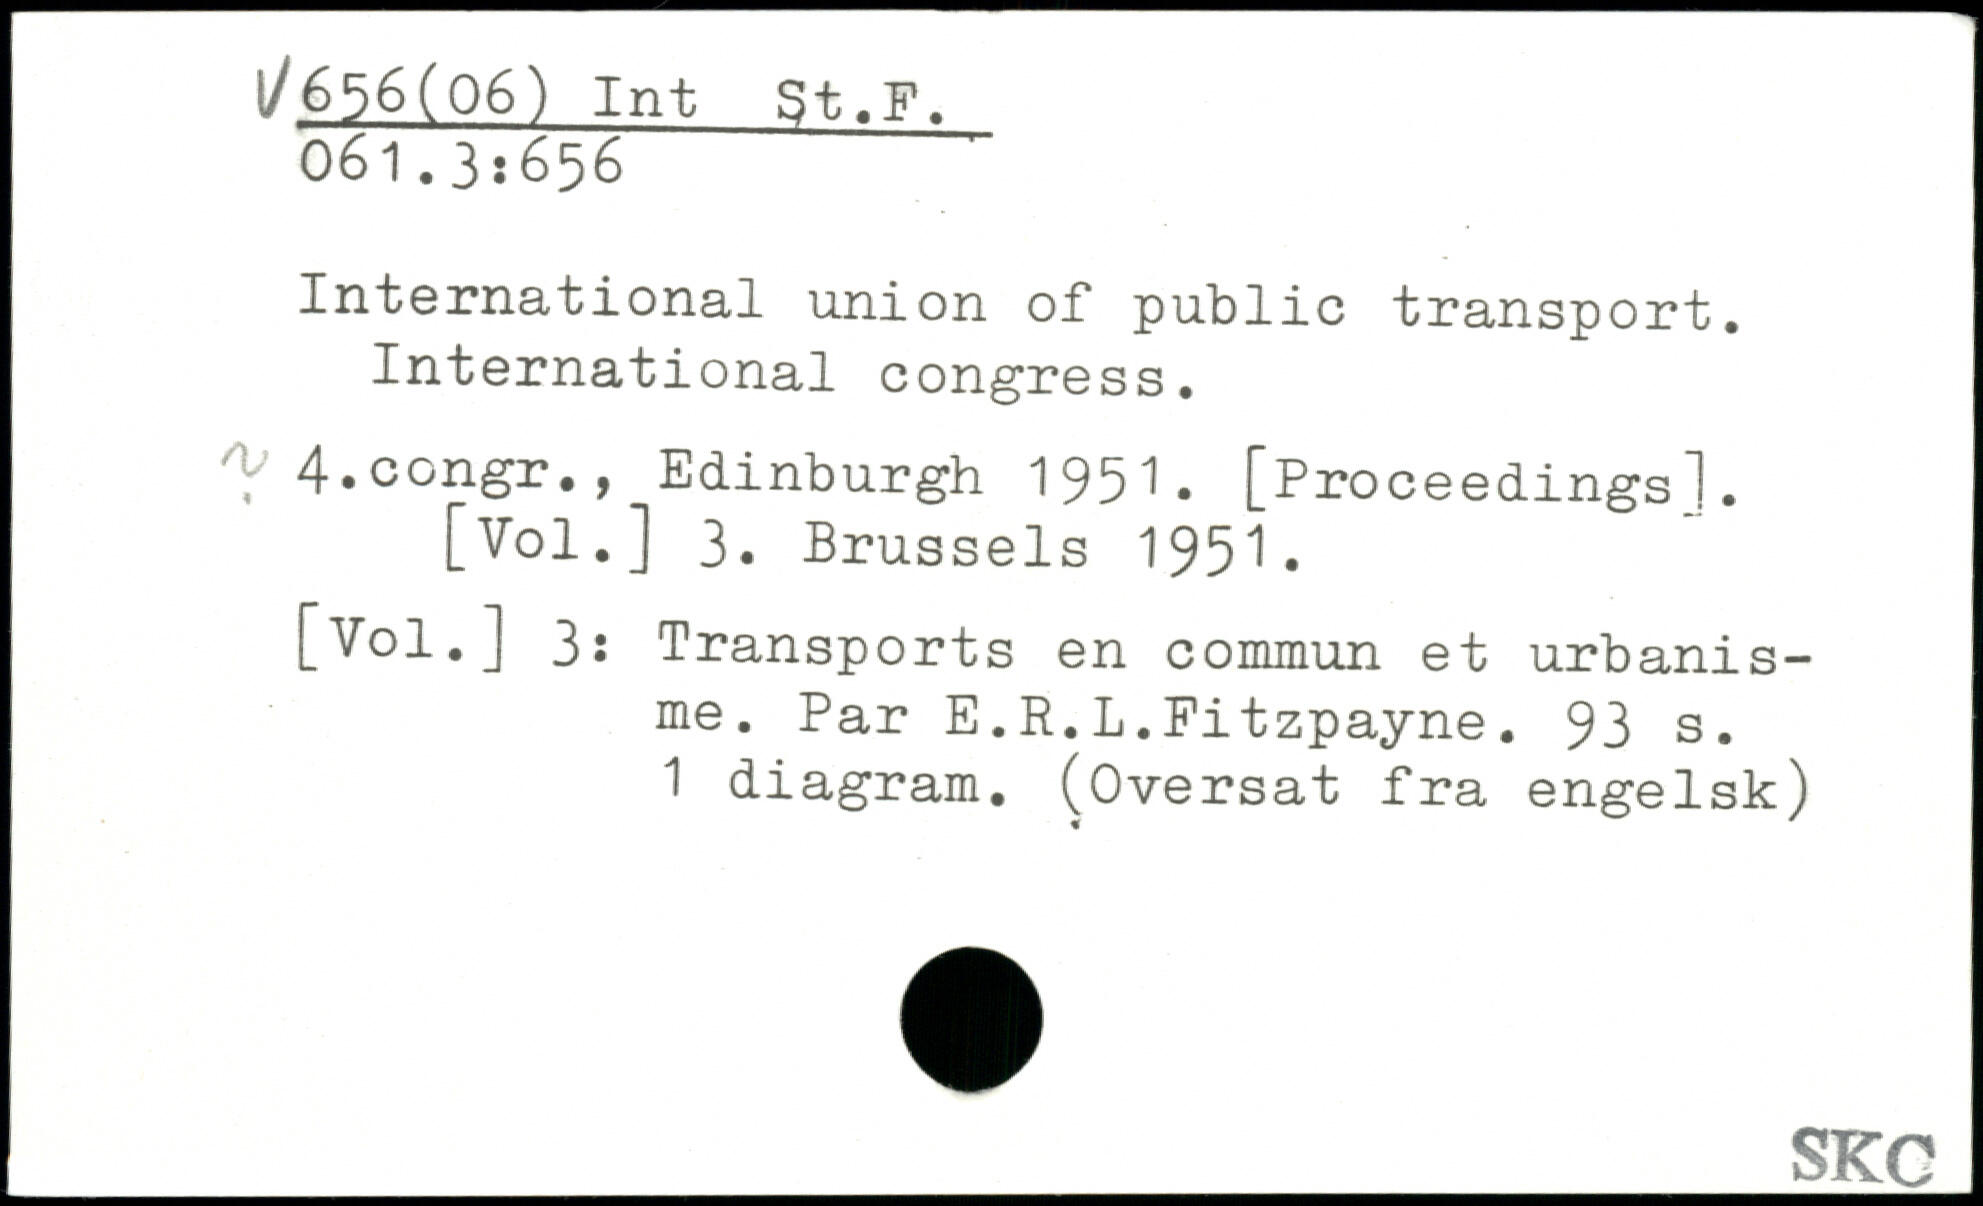 V 656(06) Int St.F.
061.3:656
International union of public transport.
International congress.
4.congr., Edinburgh 1951. [Proceedings].
[Vol.] 3. Brussels 1951.
[Vol.] 3: Transports en commun et urbanis-
me. Par E.R.L.Fitzpayne. 93 s.
1 diagram. (Oversat fra engelsk)
SKC